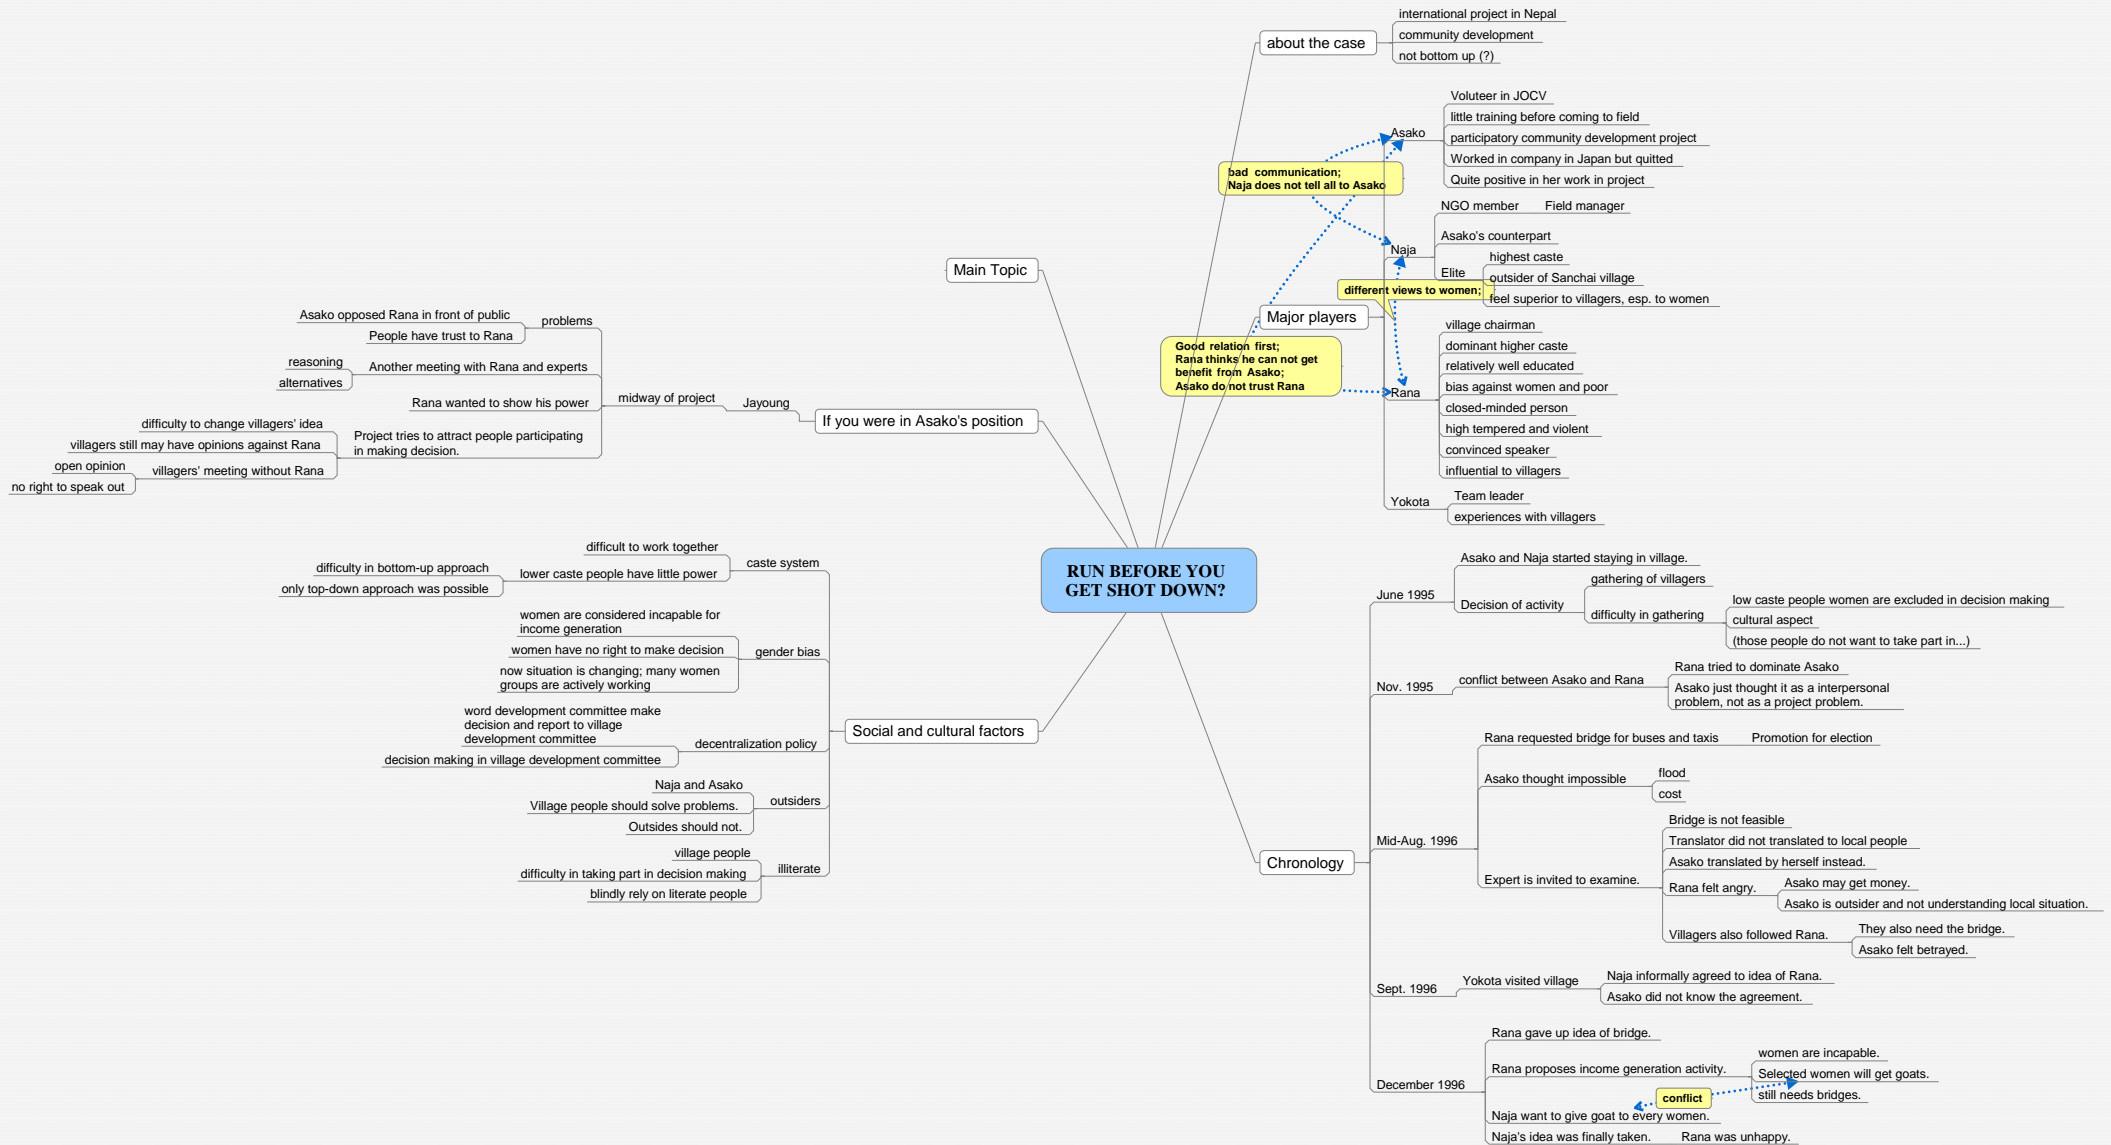 RUN BEFORE YOU
GET SHOT DOWN?
about the case
international project in Nepal
community development
not bottom up (?)
Major players
Asako
Voluteer in JOCV
little training before coming to field
participatory community development project
Worked in company in Japan but quitted
Quite positive in her work in project
bad communication;
Naja does not tell all to Asako
Naja
NGO member
Field manager
Asako's counterpart
Elite
highest caste
outsider of Sanchai village
feel superior to villagers, esp. to women
different views to women;
Good relation first;
Rana thinks he can not get
benefit from Asako;
Asako do not trust Rana
Rana
village chairman
dominant higher caste
relatively well educated
bias against women and poor
closed-minded person
high tempered and violent
convinced speaker
influential to villagers
Yokota
Team leader
experiences with villagers
Chronology
June 1995
Asako and Naja started staying in village.
Decision of activity
gathering of villagers
difficulty in gathering
low caste people women are excluded in decision making
cultural aspect
(those people do not want to take part in...)
Nov. 1995
conflict between Asako and Rana
Rana tried to dominate Asako
Asako just thought it as a interpersonal
problem, not as a project problem.
Mid-Aug. 1996
Rana requested bridge for buses and taxis
Promotion for election
Asako thought impossible
flood
cost
Expert is invited to examine.
Bridge is not feasible
Translator did not translated to local people
Asako translated by herself instead.
Rana felt angry.
Asako may get money.
Asako is outsider and not understanding local situation.
Villagers also followed Rana.
They also need the bridge.
Asako felt betrayed.
Sept. 1996
Yokota visited village
Naja informally agreed to idea of Rana.
Asako did not know the agreement.
December 1996
Rana gave up idea of bridge.
Rana proposes income generation activity.
women are incapable.
Selected women will get goats.
still needs bridges.
conflict
Naja want to give goat to every women.
Naja's idea was finally taken.
Rana was unhappy.
Main Topic
If you were in Asako's position
Jayoung
midway of project
problems
Asako opposed Rana in front of public
People have trust to Rana
Another meeting with Rana and experts
reasoning
alternatives
Rana wanted to show his power
Project tries to attract people participating
in making decision.
difficulty to change villagers' idea
villagers still may have opinions against Rana
villagers' meeting without Rana
open opinion
no right to speak out
Social and cultural factors
caste system
difficult to work together
lower caste people have little power
difficulty in bottom-up approach
only top-down approach was possible
gender bias
women are considered incapable for
income generation
women have no right to make decision
now situation is changing; many women
groups are actively working
decentralization policy
word development committee make
decision and report to village
development committee
decision making in village development committee
outsiders
Naja and Asako
Village people should solve problems.
Outsides should not.
illiterate
village people
difficulty in taking part in decision making
blindly rely on literate people